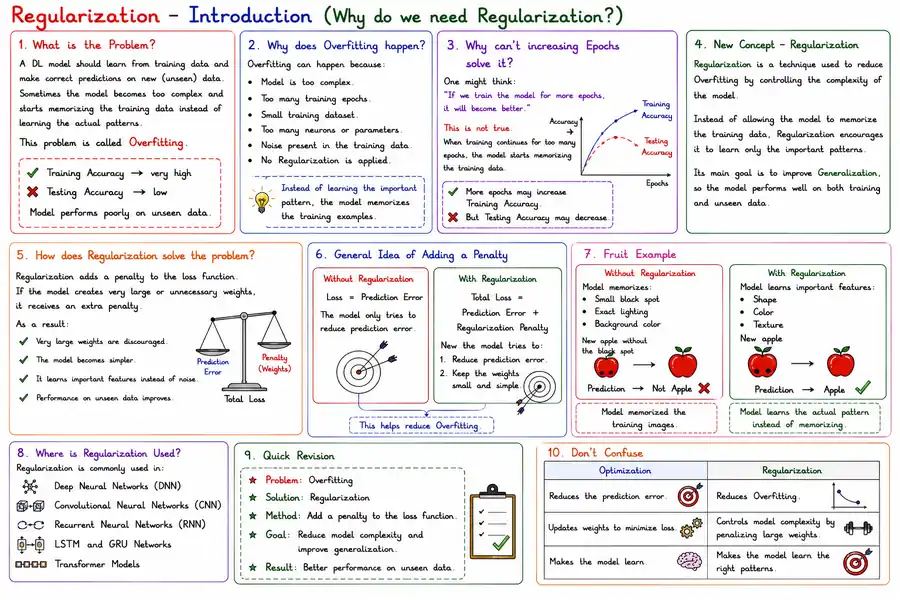 Regularization - Introduction (Why do we need Regularization?)
1. What is the Problem?
A DL model should learn from training data and
make correct predictions on new (unseen) data.
Sometimes the model becomes too complex and
starts memorizing the training data instead of
learning the actual patterns.
This problem is called Overfitting.
Training Accuracy → very high
Testing Accuracy → low
Model performs poorly on unseen data.
2. Why does Overfitting happen?
Overfitting can happen because:
• Model is too complex.
• Too many training epochs.
• Small training dataset.
• Too many neurons or parameters.
• Noise present in the training data.
• No Regularization is applied.
Instead of learning the important
pattern, the model memorizes
the training examples.
3. Why can't increasing Epochs
solve it?
One might think:
"If we train the model for more epochs,
it will become better."
This is not true.
When training continues for too many
epochs, the model starts memorizing
the training data.
Accuracy
Training
Accuracy
Testing
Accuracy
Epochs
More epochs may increase
Training Accuracy.
But Testing Accuracy may decrease.
4. New Concept - Regularization
Regularization is a technique used to reduce
Overfitting by controlling the complexity of
the model.
Instead of allowing the model to memorize
the training data, Regularization encourages
it to learn only the important patterns.
Its main goal is to improve Generalization,
so the model performs well on both training
and unseen data.
5. How does Regularization solve the problem?
Regularization adds a penalty to the loss function.
If the model creates very large or unnecessary weights,
it receives an extra penalty.
As a result:
Very large weights are discouraged.
The model becomes simpler.
It learns important features instead of noise.
Performance on unseen data improves.
Prediction
Error
Penalty
(Weights)
Total Loss
6. General Idea of Adding a Penalty
Without Regularization
Loss = Prediction Error
The model only tries to
reduce prediction error.
With Regularization
Total Loss =
Prediction Error +
Regularization Penalty
New the model tries to:
1. Reduce prediction error.
2. Keep the weights
small and simple.
This helps reduce Overfitting.
7. Fruit Example
Without Regularization
Model memorizes:
• Small black spot
• Exact lighting
• Background color
New apple without
the black spot
Prediction → Not Apple
Model memorized the
training images.
With Regularization
Model learns important features:
• Shape
• Color
• Texture
New apple
Prediction → Apple
Model learns the actual pattern
instead of memorizing.
8. Where is Regularization Used?
Regularization is commonly used in:
Deep Neural Networks (DNN)
Convolutional Neural Networks (CNN)
Recurrent Neural Networks (RNN)
LSTM and GRU Networks
Transformer Models
9. Quick Revision
Problem: Overfitting
Solution: Regularization
Method: Add a penalty to the loss function.
Goal: Reduce model complexity and
improve generalization.
Result: Better performance on unseen data.
10. Don't Confuse
Optimization
Regularization
Reduces the prediction error.
Reduces Overfitting.
Updates weights to minimize loss.
Controls model complexity by
penalizing large weights.
Makes the model learn.
Makes the model learn the
right patterns.